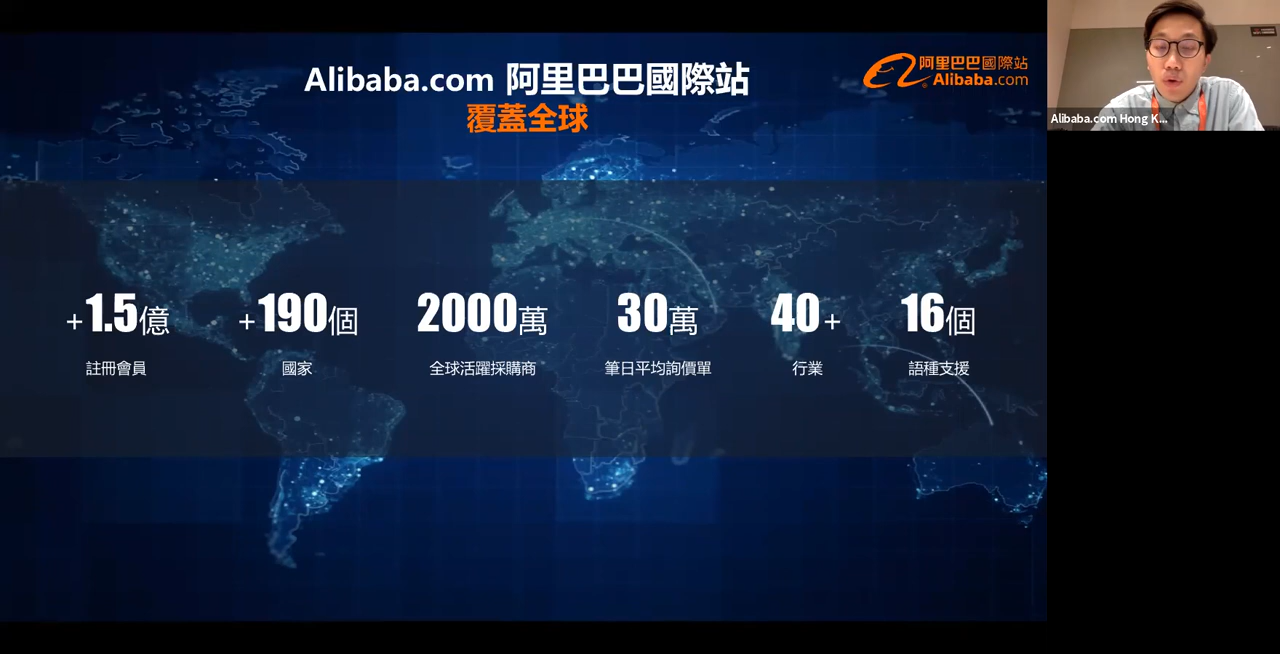 Alibaba.com 阿里巴巴國際站
覆蓋全球
阿里巴巴國際站
Alibaba.com
Alibaba.com Hong K...
+1.5億
+190個
2000萬
30萬
40+
16個
註冊會員
國家
全球活躍採購商
筆日平均詢價單
行業
語種支援